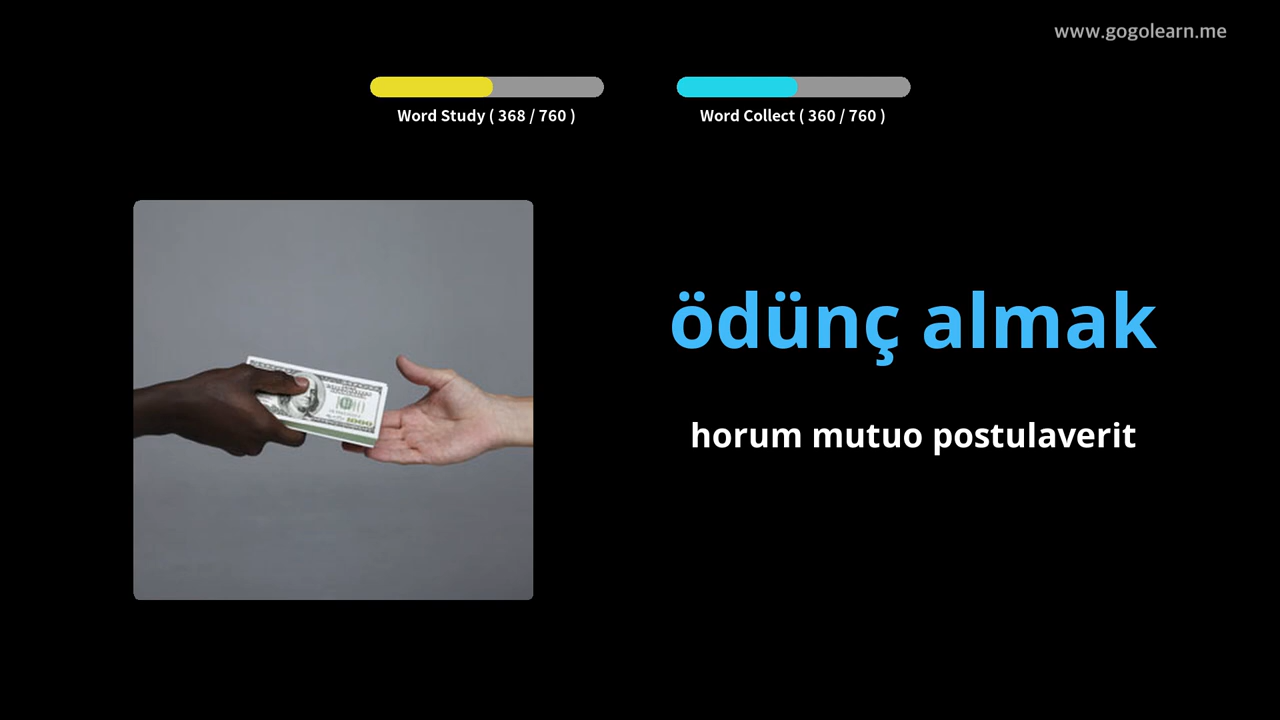 www.gogolearn.me
Word Study ( 368 / 760 )
Word Collect ( 360 / 760 )
ödünç almak
horum mutuo postulaverit